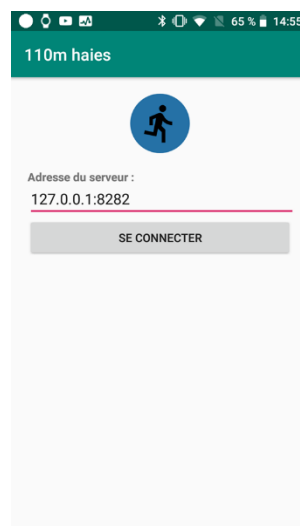 65 % 14:55
110m haies
Adresse du serveur :
127.0.0.1:8282
SE CONNECTER